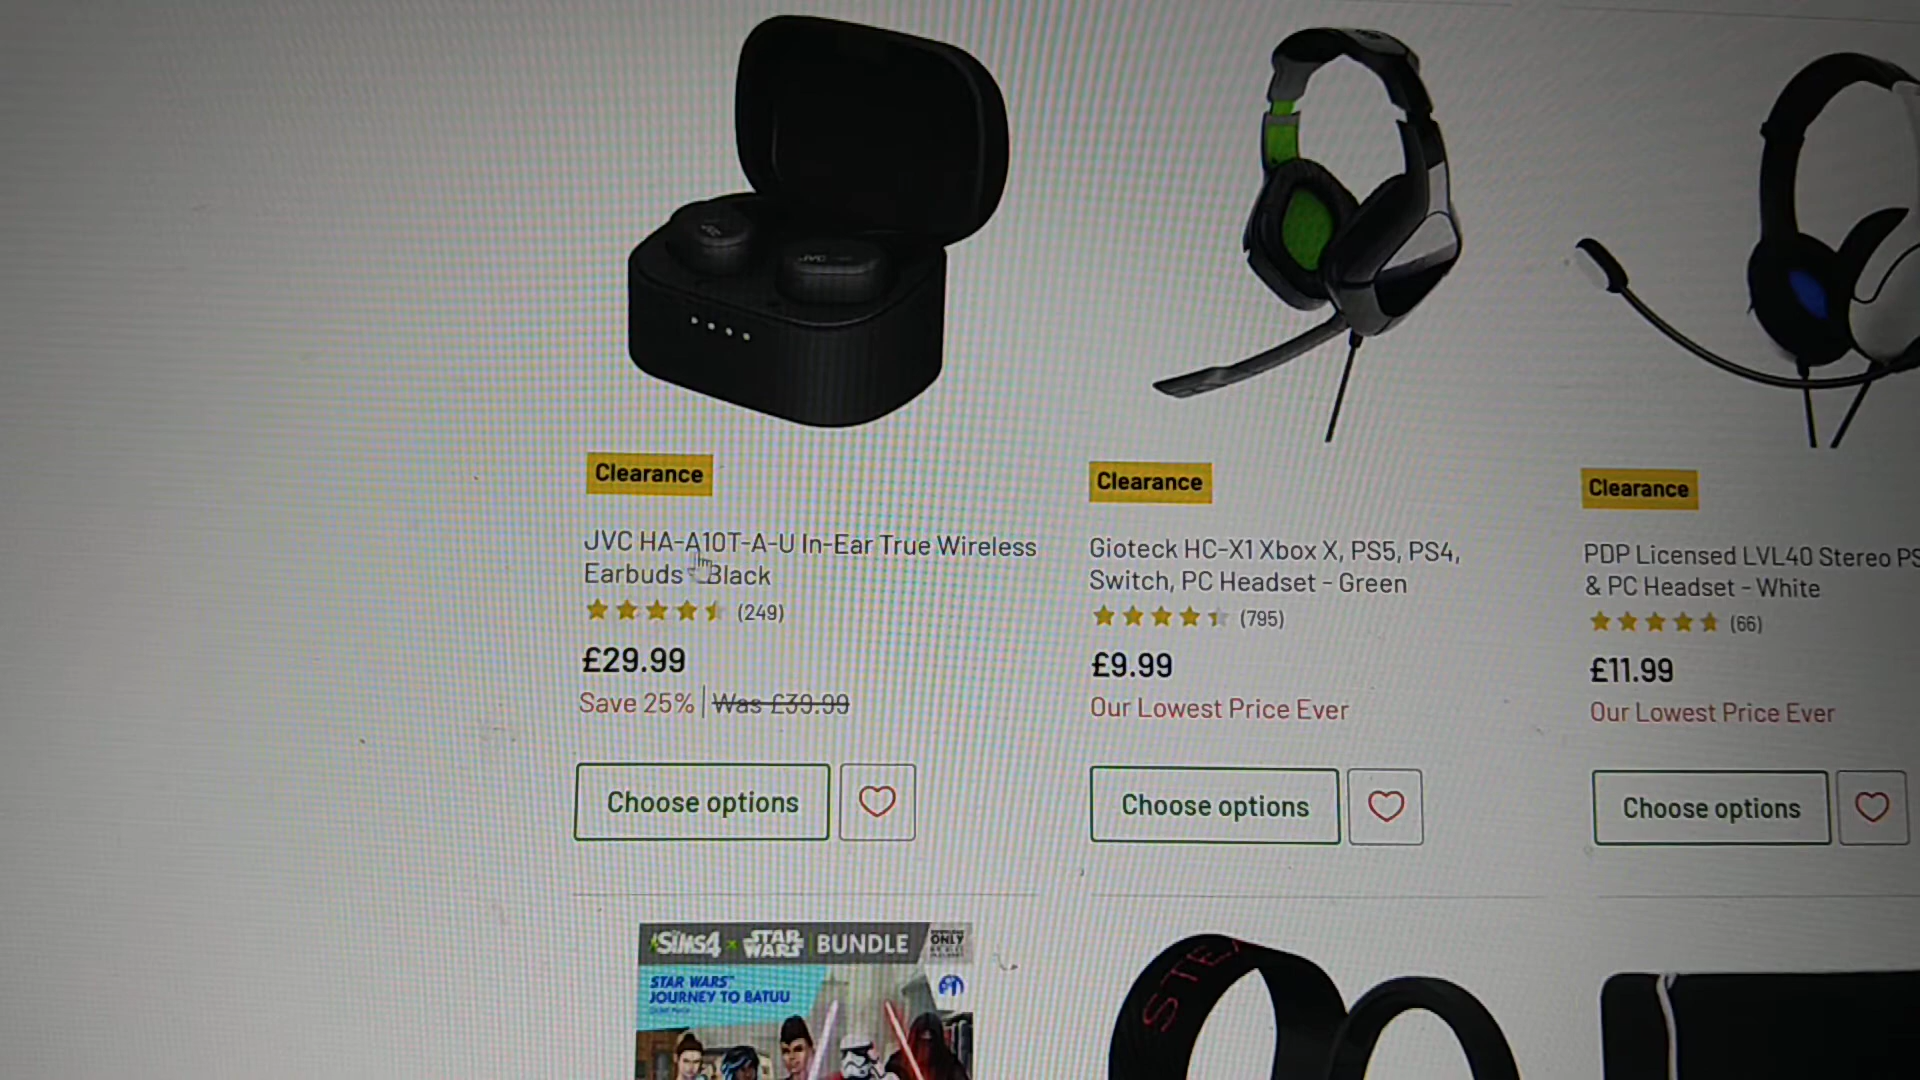 JVC
Clearance
JVC HA-A10T-A-U In-Ear True Wireless
Earbuds - Black
(249)
£29.99
Save 25% | Was £39.99
Choose options
Clearance
Gioteck HC-X1 Xbox X, PS5, PS4,
Switch, PC Headset - Green
(795)
£9.99
Our Lowest Price Ever
Choose options
Clearance
PDP Licensed LVL40 Stereo PS
& PC Headset - White
(66)
£11.99
Our Lowest Price Ever
Choose options
SiMS4 x STAR WARS BUNDLE
ONLY
STAR WARS™
JOURNEY TO BATUU
STE